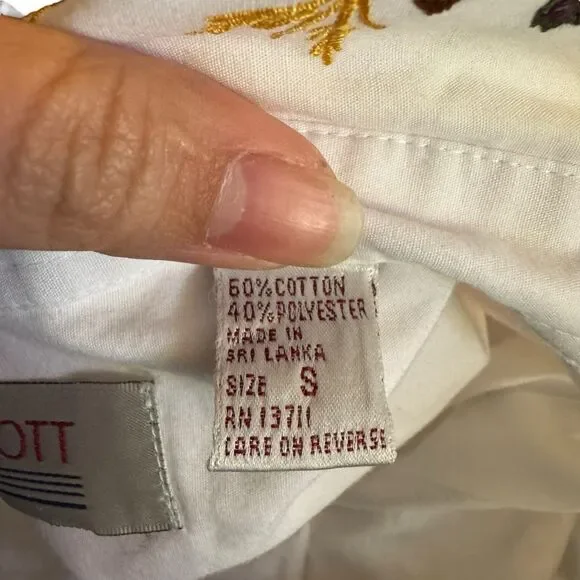 60% COTTON
40% POLYESTER
MADE IN
SRI LANKA
SIZE S
RN 13711
CARE ON REVERSE
OTT